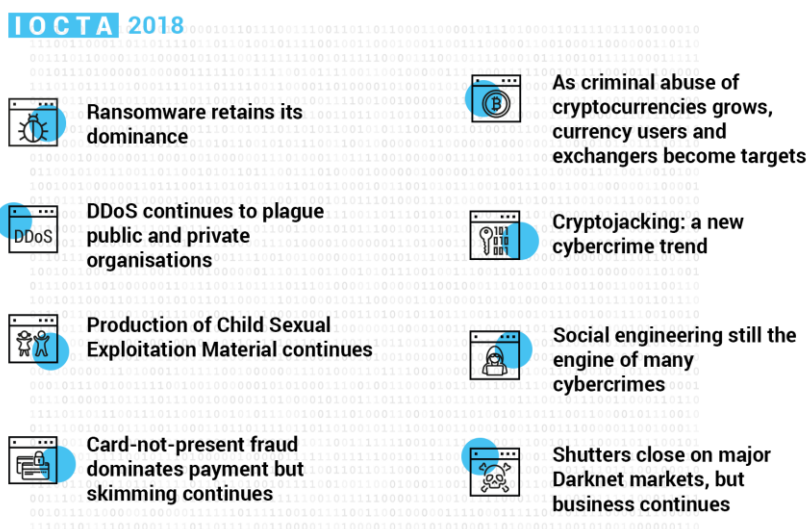 IOCTA 2018
Ransomware retains its
dominance
DDoS
DDoS continues to plague
public and private
organisations
Production of Child Sexual
Exploitation Material continues
Card-not-present fraud
dominates payment but
skimming continues
As criminal abuse of
cryptocurrencies grows,
currency users and
exchangers become targets
Cryptojacking: a new
cybercrime trend
Social engineering still the
engine of many
cybercrimes
Shutters close on major
Darknet markets, but
business continues